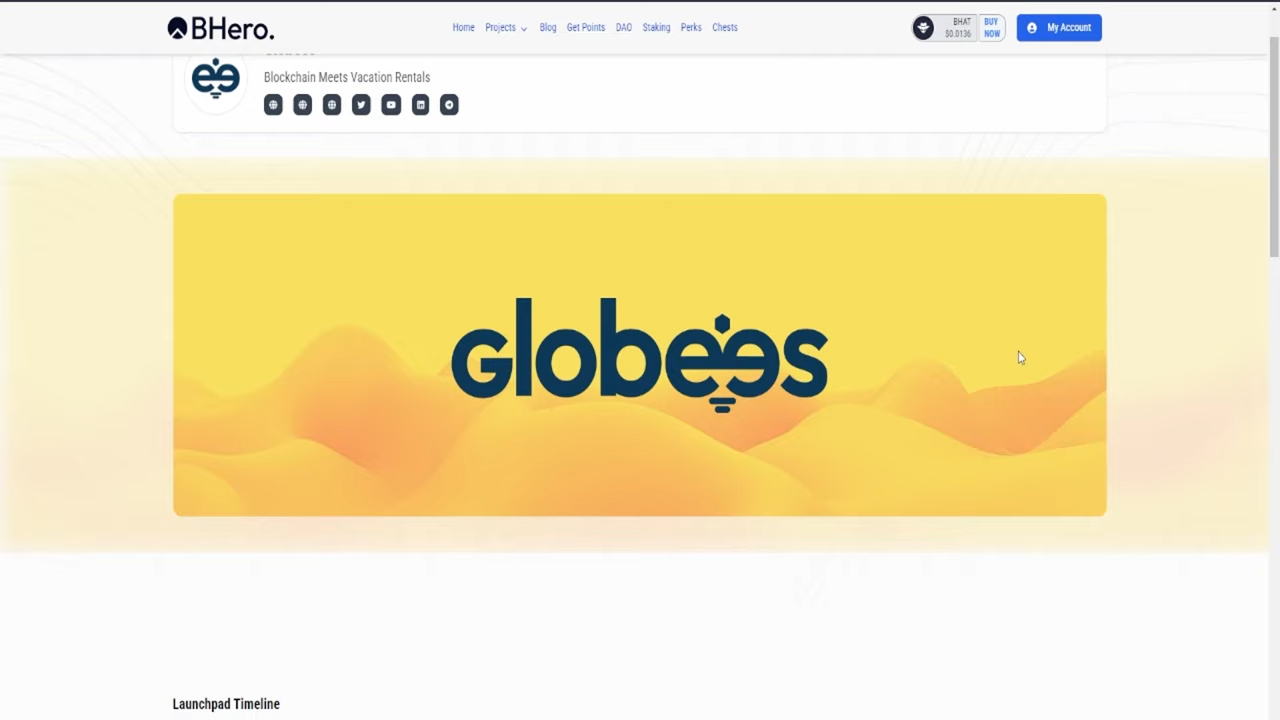 BHero.
Home Projects Blog Get Points DAO Staking Perks Chests
BHAT
$0.0136
BUY
NOW
My Account
Blockchain Meets Vacation Rentals
globees
Launchpad Timeline